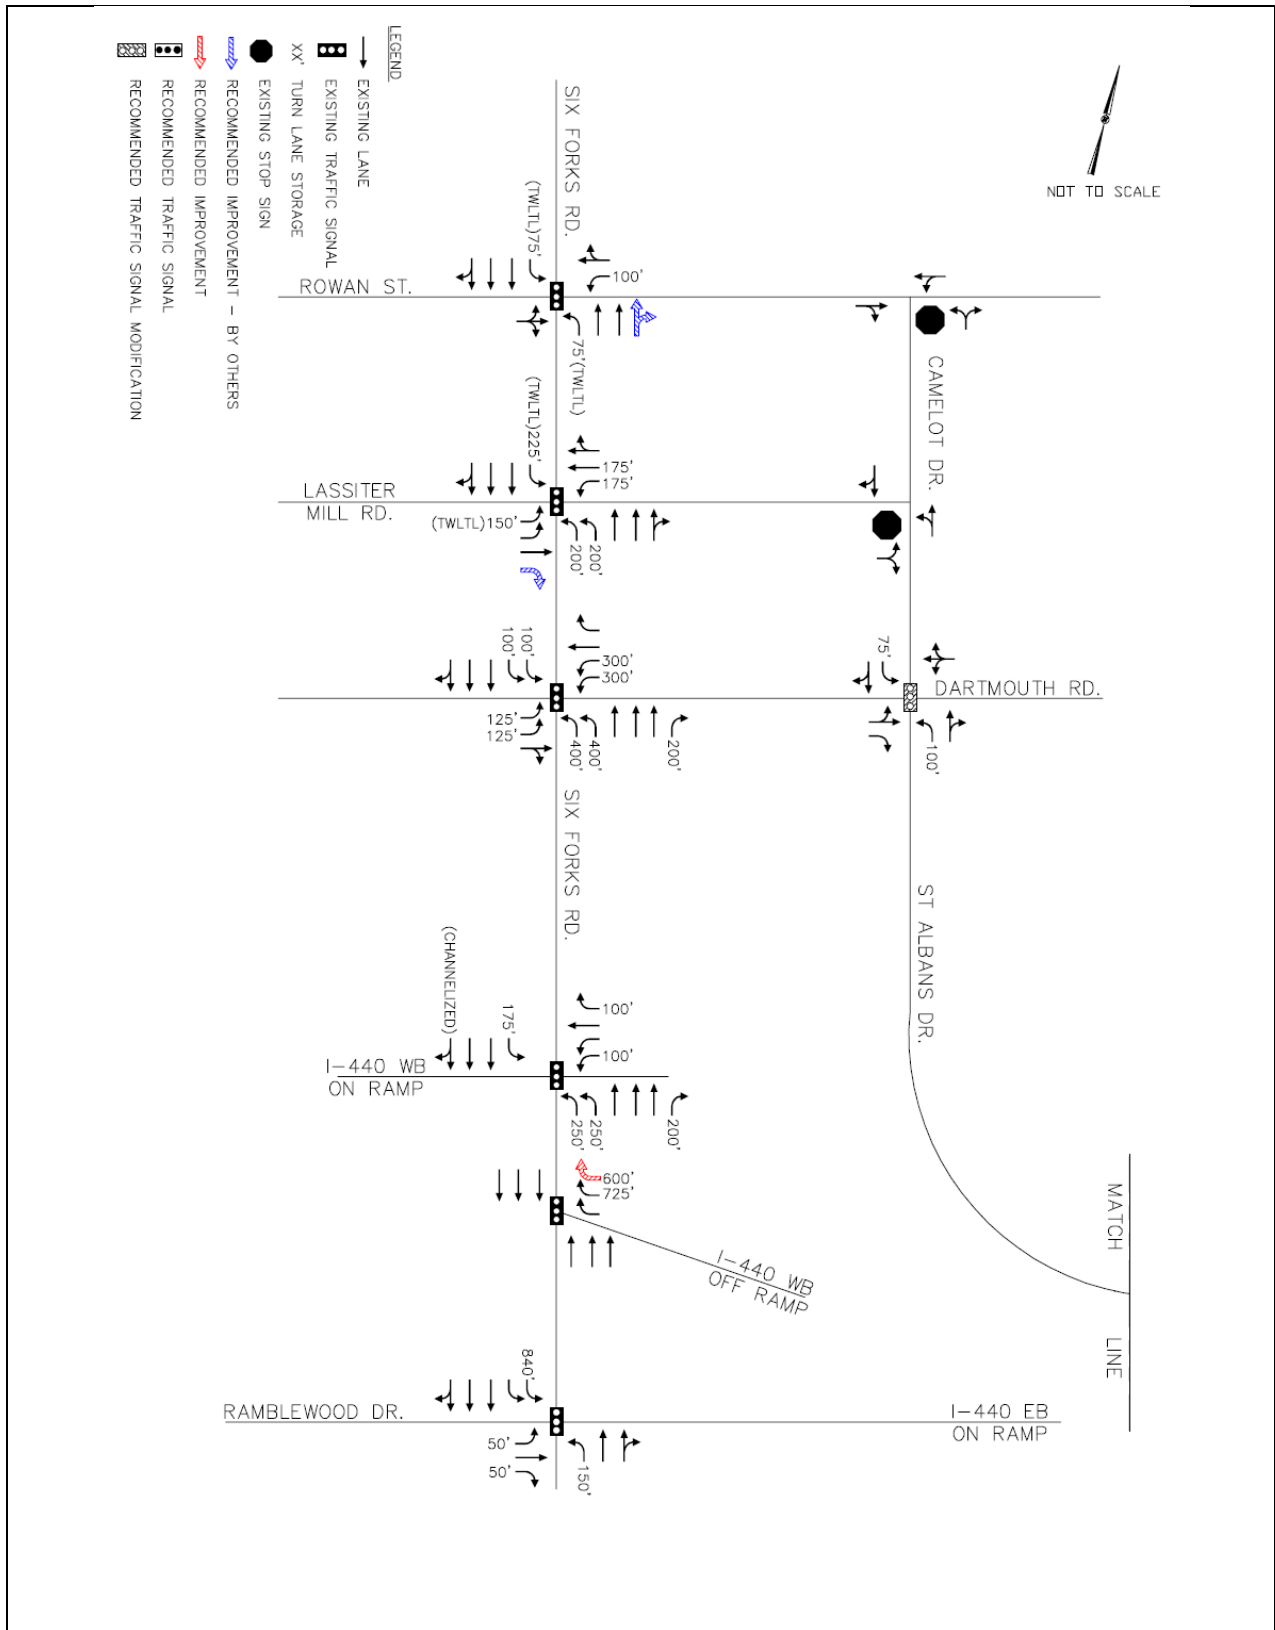 LEGEND
EXISTING LANE
EXISTING TRAFFIC SIGNAL
XX' TURN LANE STORAGE
EXISTING STOP SIGN
RECOMMENDED IMPROVEMENT - BY OTHERS
RECOMMENDED IMPROVEMENT
RECOMMENDED TRAFFIC SIGNAL
RECOMMENDED TRAFFIC SIGNAL MODIFICATION
NOT TO SCALE
SIX FORKS RD.
(TWLTL)75'
100'
ROWAN ST.
75'(TWLTL)
CAMELOT DR.
(TWLTL)225'
175'
175'
LASSITER
MILL RD.
(TWLTL)150'
200'
200'
100'
100'
300'
300'
75'
DARTMOUTH RD.
125'
125'
400'
400'
200'
100'
SIX FORKS RD.
ST ALBANS DR.
(CHANNELIZED)
175'
100'
100'
I-440 WB
ON RAMP
250'
250'
200'
600'
725'
I-440 WB
OFF RAMP
MATCH
LINE
840'
RAMBLEWOOD DR.
I-440 EB
ON RAMP
50'
50'
150'